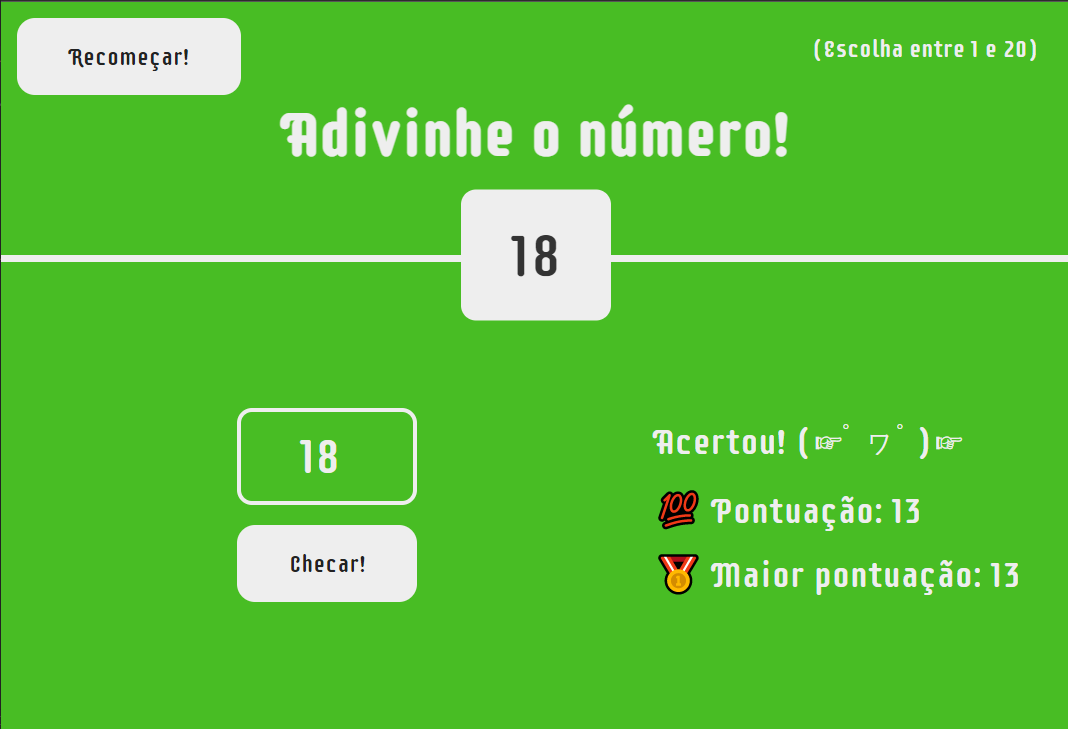 Recomeçar!
(Escolha entre 1 e 20)
Adivinhe o número!
18
18
Acertou! (☞ﾟヮﾟ)☞
Checar!
💯 Pontuação: 13
🥇 Maior pontuação: 13